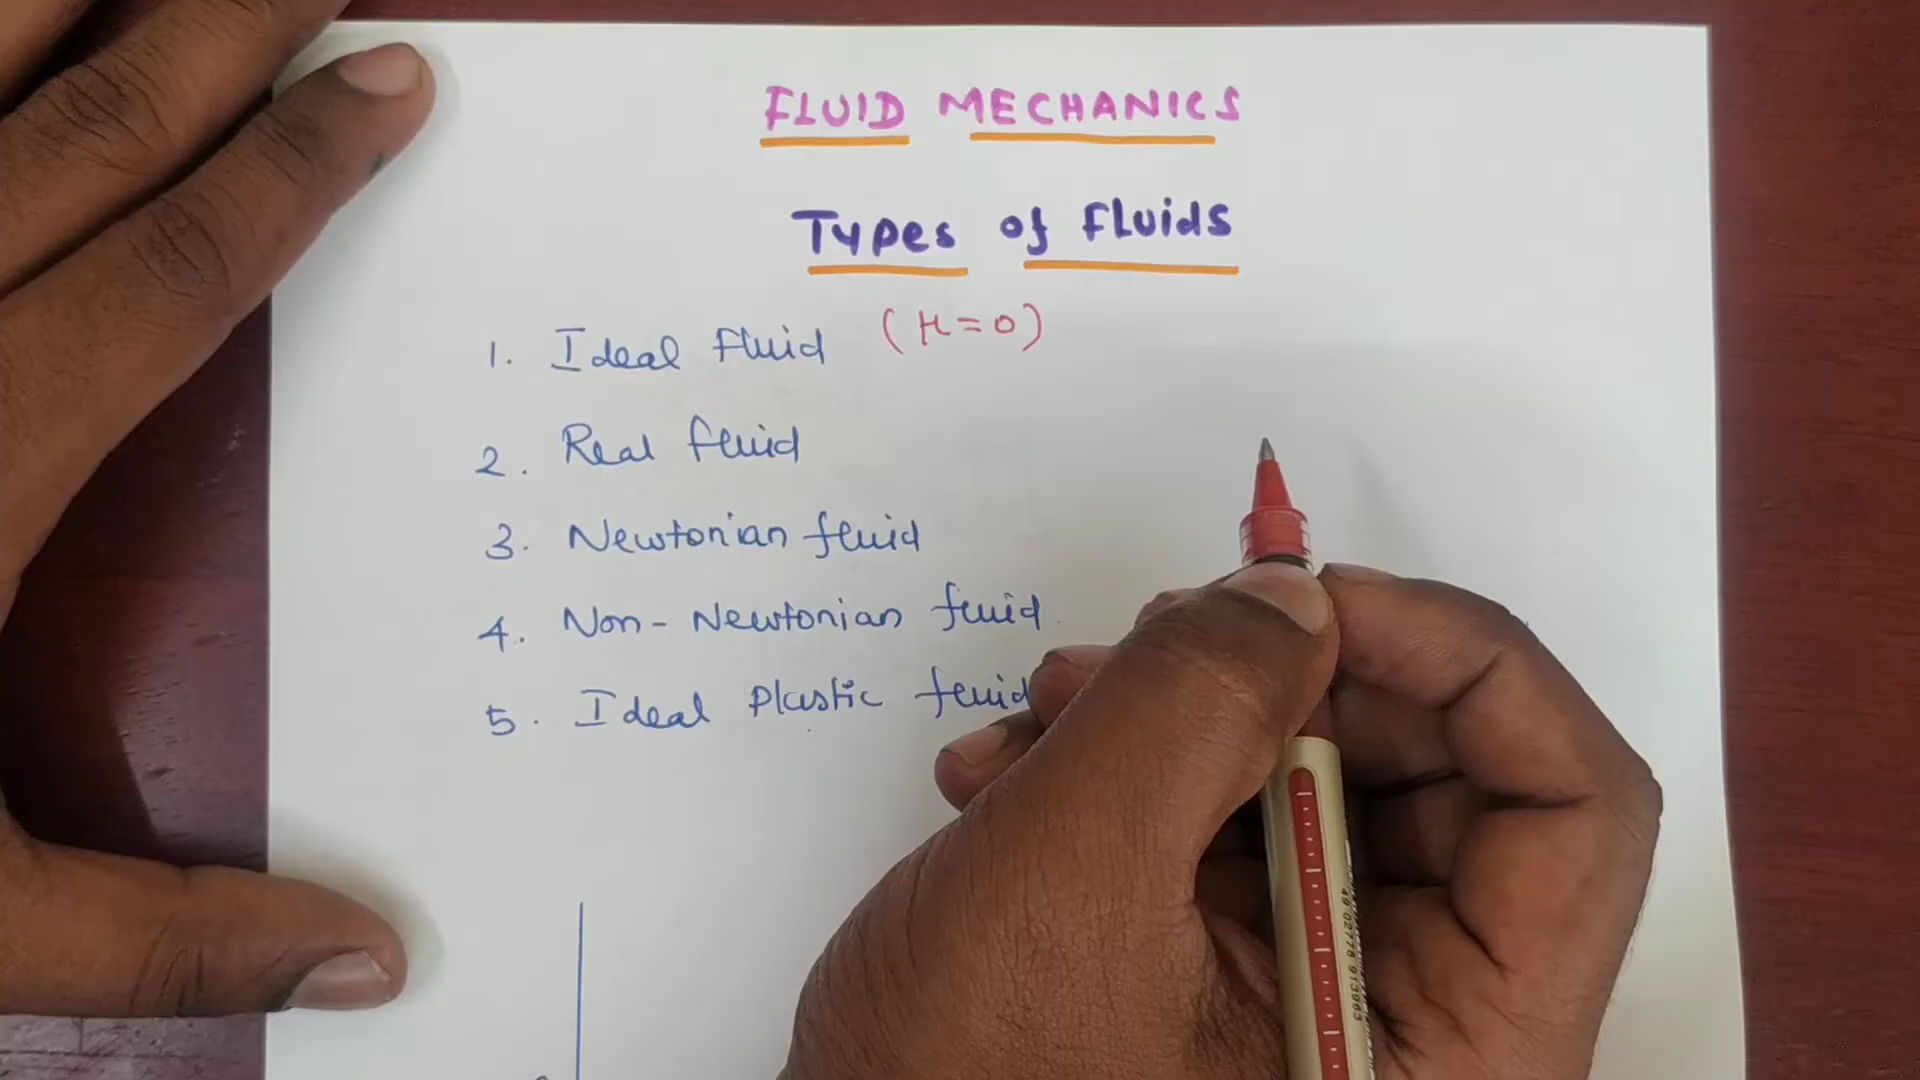 FLUID MECHANICS
Types of Fluids
1. Ideal Fluid (μ=0)
2. Real fluid
3. Newtonian fluid
4. Non-Newtonian fluid.
5. Ideal Plastic fluid